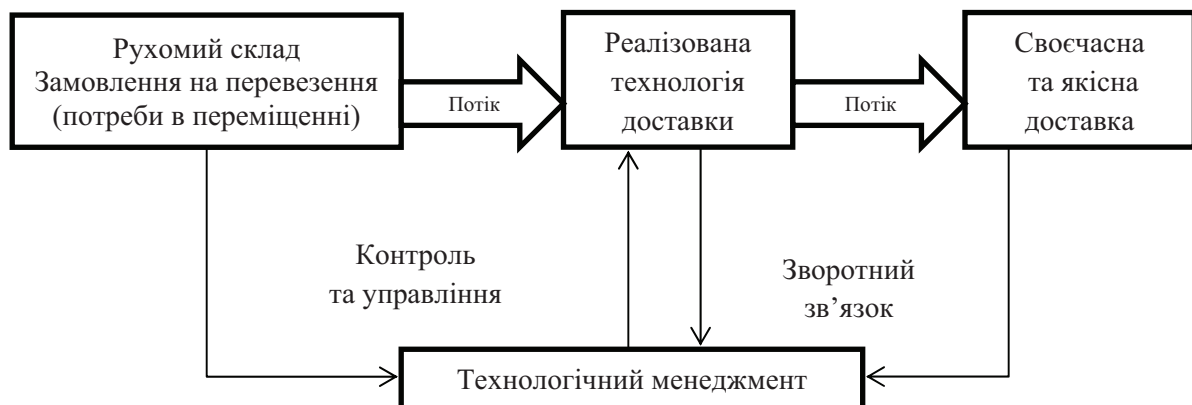 Рухомий склад
Замовлення на перевезення
(потреби в переміщенні)
Потік
Реалізована
технологія
доставки
Потік
Своєчасна
та якісна
доставка
Контроль
та управління
Зворотний
зв’язок
Технологічний менеджмент